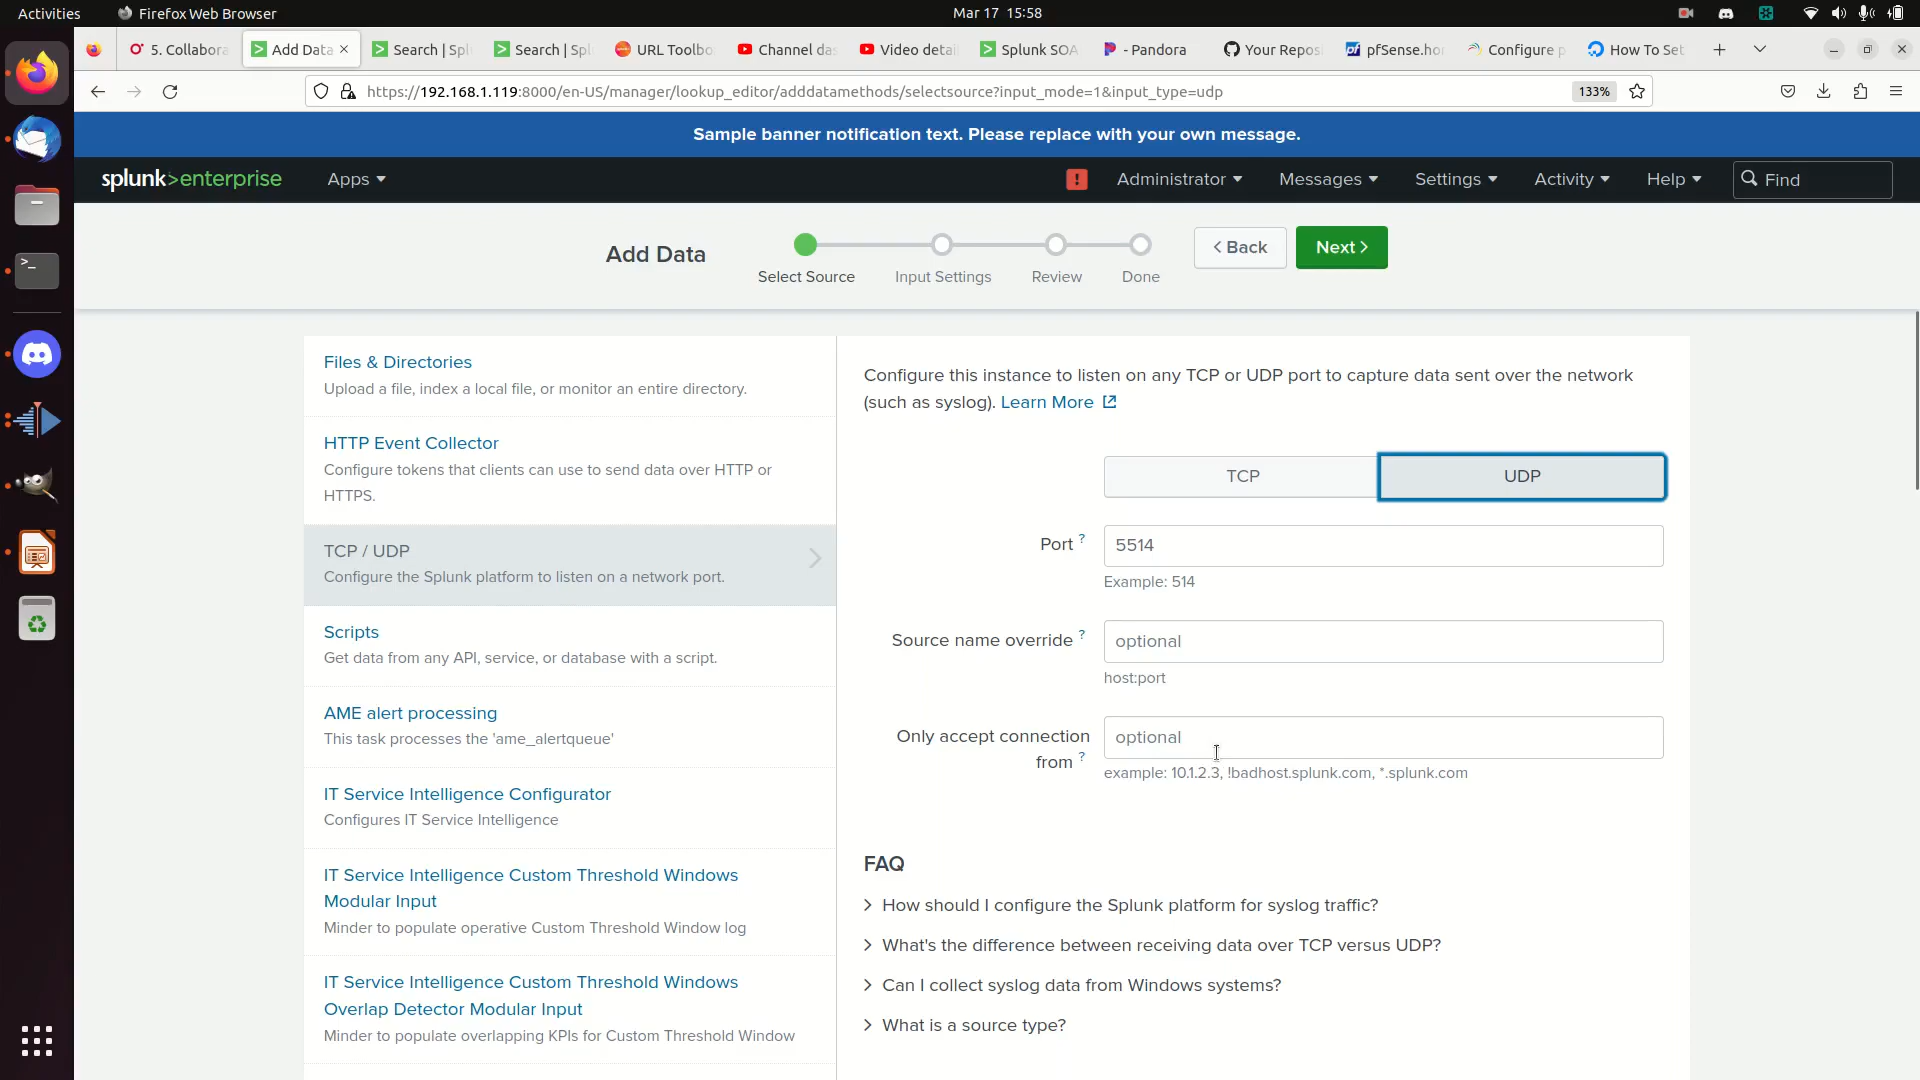 Activities
Firefox Web Browser
Mar 17 15:58
5. Collabora
Add Data
Search | Spl
Search | Spl
URL Toolbo
Channel das
Video detai
Splunk SOA
- Pandora
Your Repos
pfSense.hor
Configure p
How To Set
https://192.168.1.119:8000/en-US/manager/lookup_editor/adddatamethods/selectsource?input_mode=1&input_type=udp
133%
Sample banner notification text. Please replace with your own message.
splunk>enterprise
Apps
!
Administrator
Messages
Settings
Activity
Help
Find
Add Data
Select Source
Input Settings
Review
Done
< Back
Next >
Files & Directories
Upload a file, index a local file, or monitor an entire directory.
HTTP Event Collector
Configure tokens that clients can use to send data over HTTP or
HTTPS.
TCP / UDP
Configure the Splunk platform to listen on a network port.
Scripts
Get data from any API, service, or database with a script.
AME alert processing
This task processes the 'ame_alertqueue'
IT Service Intelligence Configurator
Configures IT Service Intelligence
IT Service Intelligence Custom Threshold Windows
Modular Input
Minder to populate operative Custom Threshold Window log
IT Service Intelligence Custom Threshold Windows
Overlap Detector Modular Input
Minder to populate overlapping KPIs for Custom Threshold Window
Configure this instance to listen on any TCP or UDP port to capture data sent over the network
(such as syslog). Learn More
TCP
UDP
Port ?
5514
Example: 514
Source name override ?
optional
host:port
Only accept connection
from ?
optional
example: 10.1.2.3, !badhost.splunk.com, *.splunk.com
FAQ
> How should I configure the Splunk platform for syslog traffic?
> What's the difference between receiving data over TCP versus UDP?
> Can I collect syslog data from Windows systems?
> What is a source type?